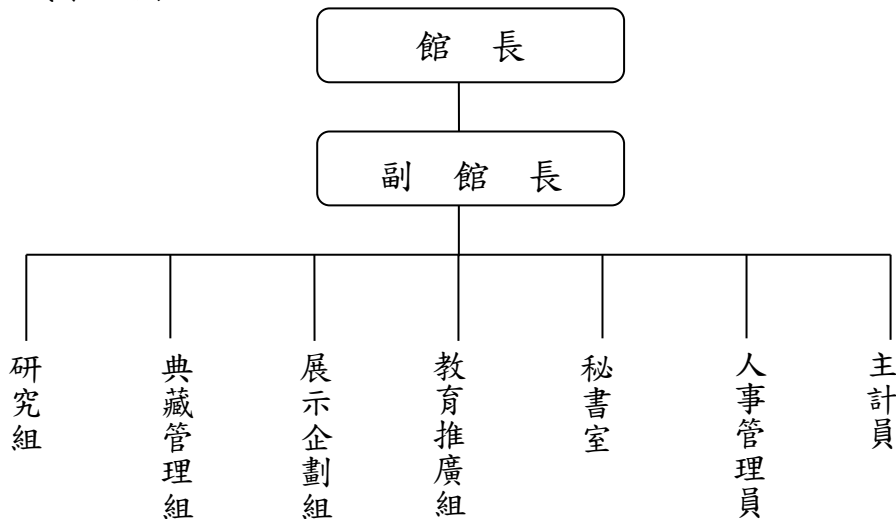 館 長
副 館 長
研究組
典藏管理組
展示企劃組
教育推廣組
秘書室
人事管理員
主計員